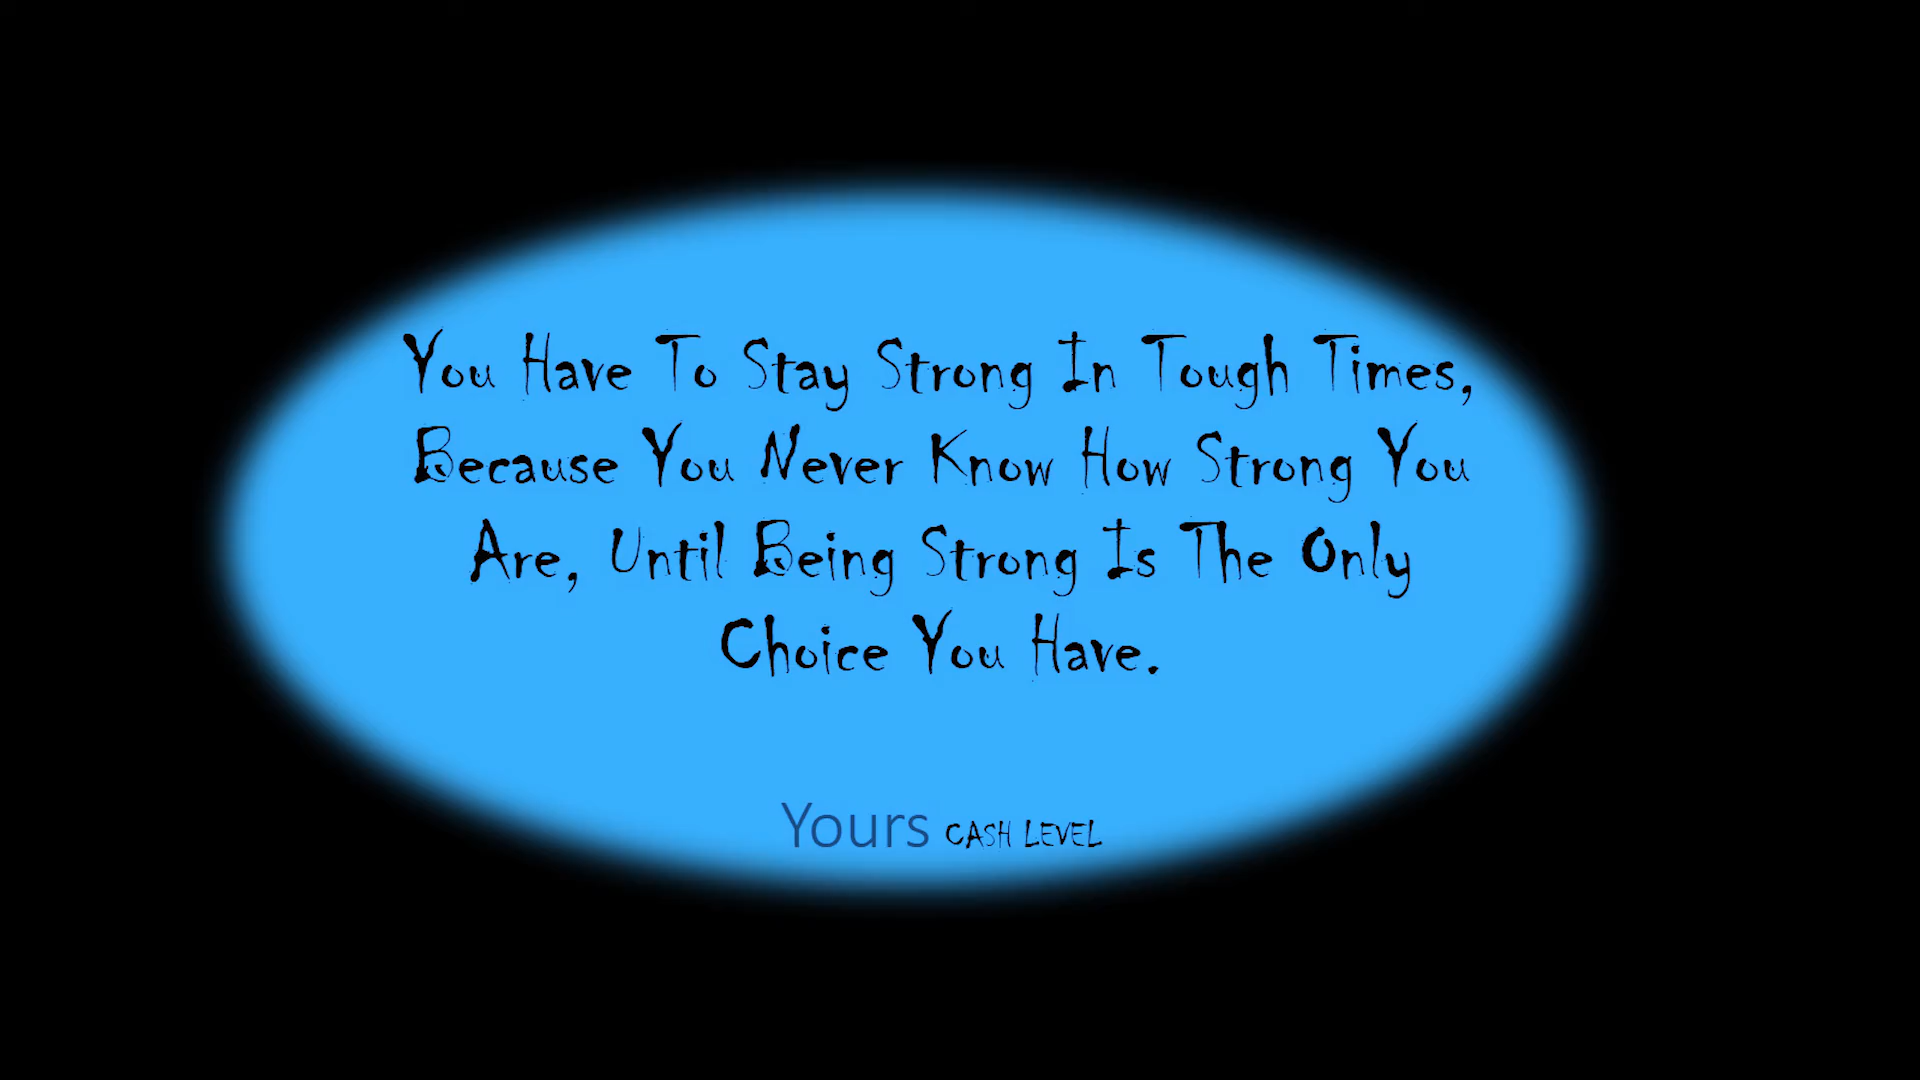 You Have To Stay Strong In Tough Times,
Because You Never Know How Strong You
Are, Until Being Strong Is The Only
Choice You Have.
Yours CASH LEVEL